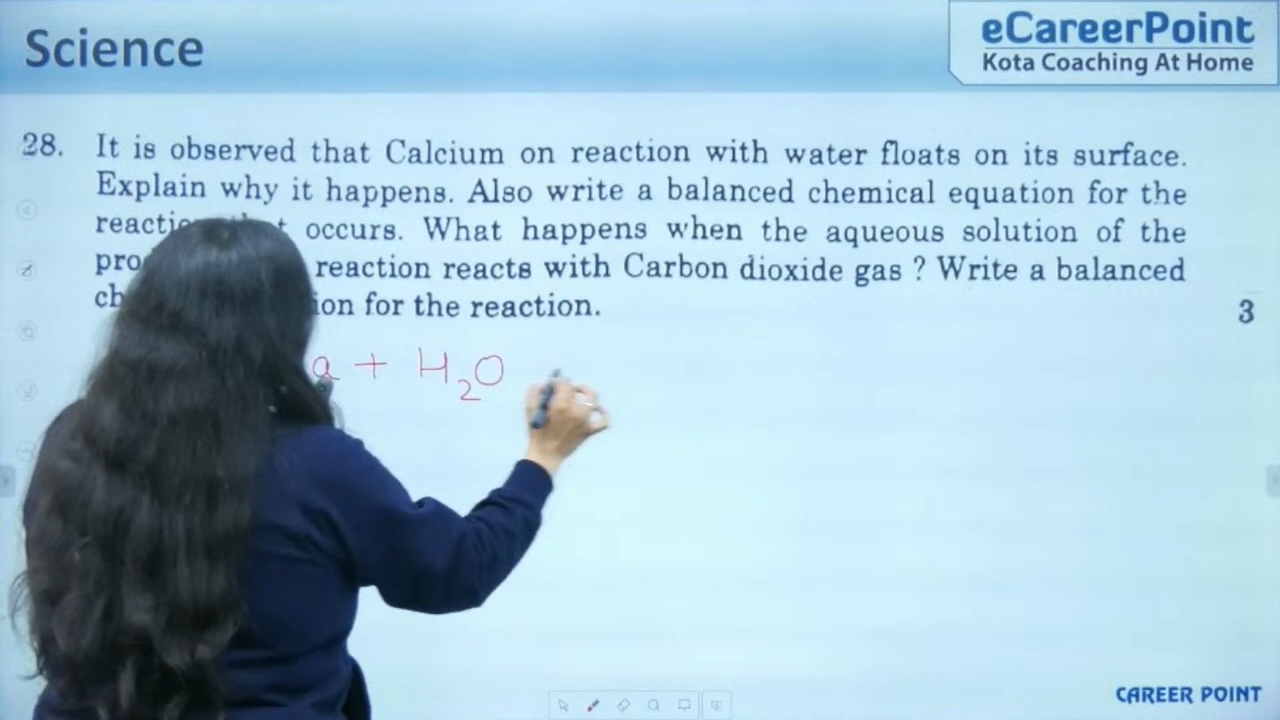 Science
eCareerPoint
Kota Coaching At Home
28. It is observed that Calcium on reaction with water floats on its surface.
Explain why it happens. Also write a balanced chemical equation for the
occurs. What happens when the aqueous solution of the
reaction reacts with Carbon dioxide gas ? Write a balanced
for the reaction.
3
a + H2O
CAREER POINT